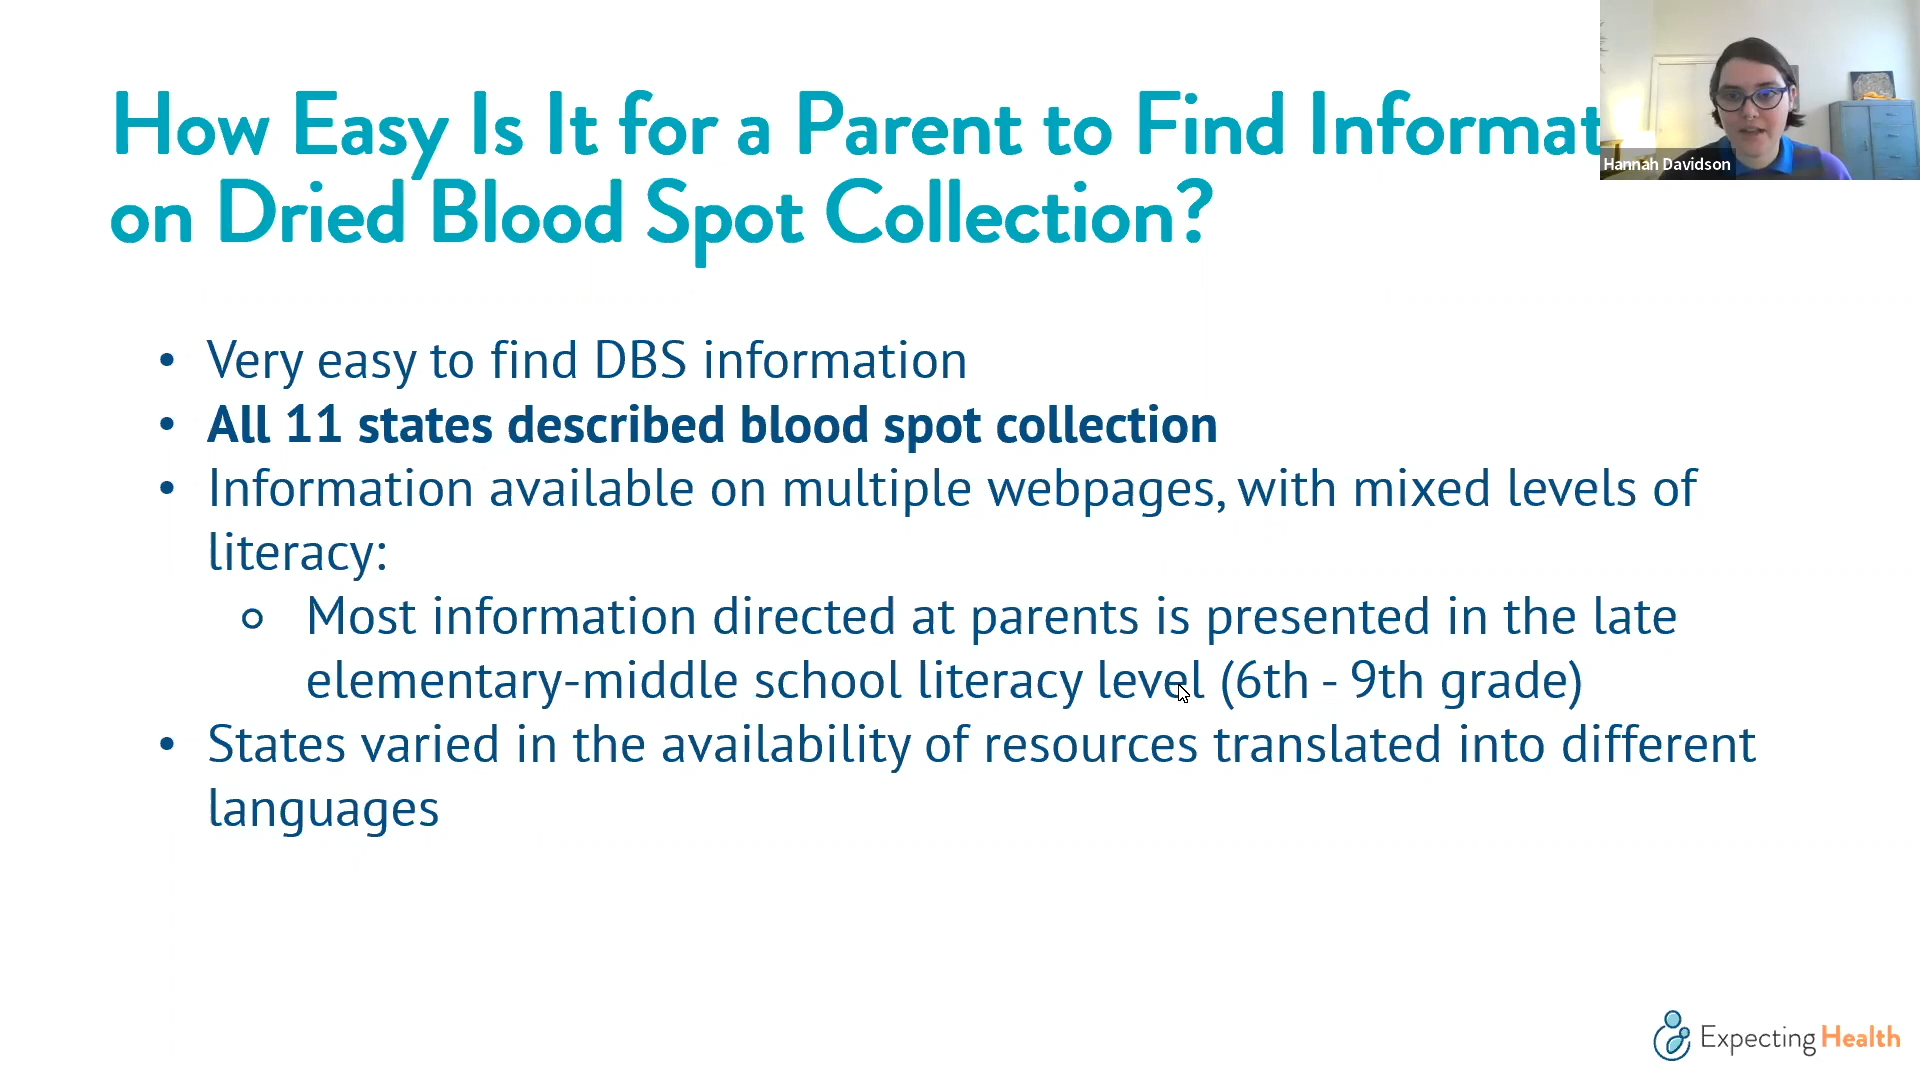 How Easy Is It for a Parent to Find Informat
on Dried Blood Spot Collection?
Hannah Davidson
• Very easy to find DBS information
• All 11 states described blood spot collection
• Information available on multiple webpages, with mixed levels of
literacy:
o Most information directed at parents is presented in the late
elementary-middle school literacy level (6th - 9th grade)
• States varied in the availability of resources translated into different
languages
Expecting Health